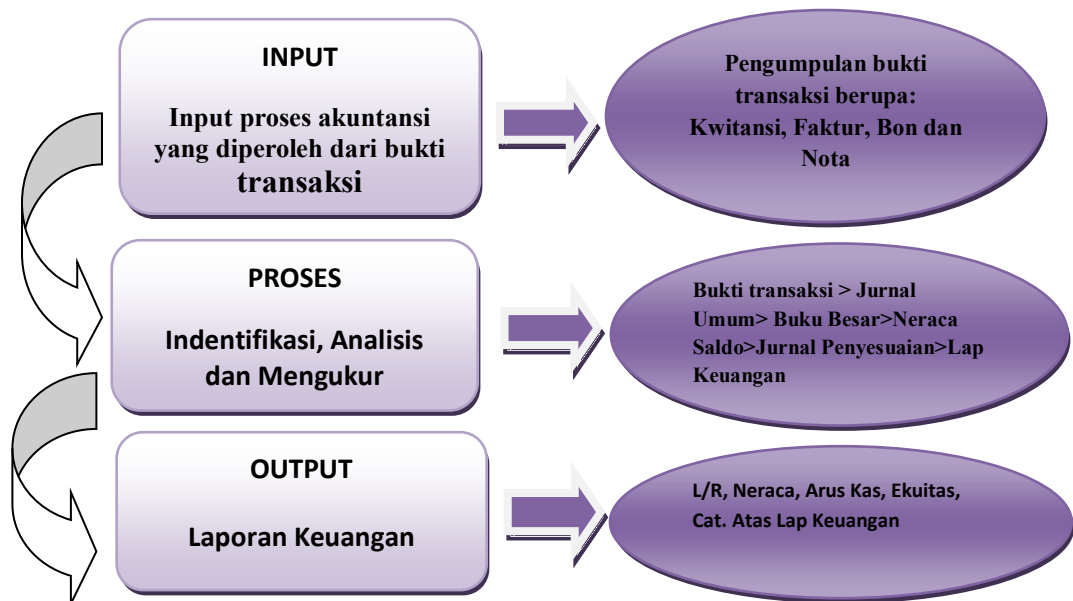 INPUT
Input proses akuntansi
yang diperoleh dari bukti
transaksi
Pengumpulan bukti
transaksi berupa:
Kwitansi, Faktur, Bon dan
Nota
PROSES
Indentifikasi, Analisis
dan Mengukur
Bukti transaksi > Jurnal
Umum> Buku Besar>Neraca
Saldo>Jurnal Penyesuaian>Lap
Keuangan
OUTPUT
Laporan Keuangan
L/R, Neraca, Arus Kas, Ekuitas,
Cat. Atas Lap Keuangan